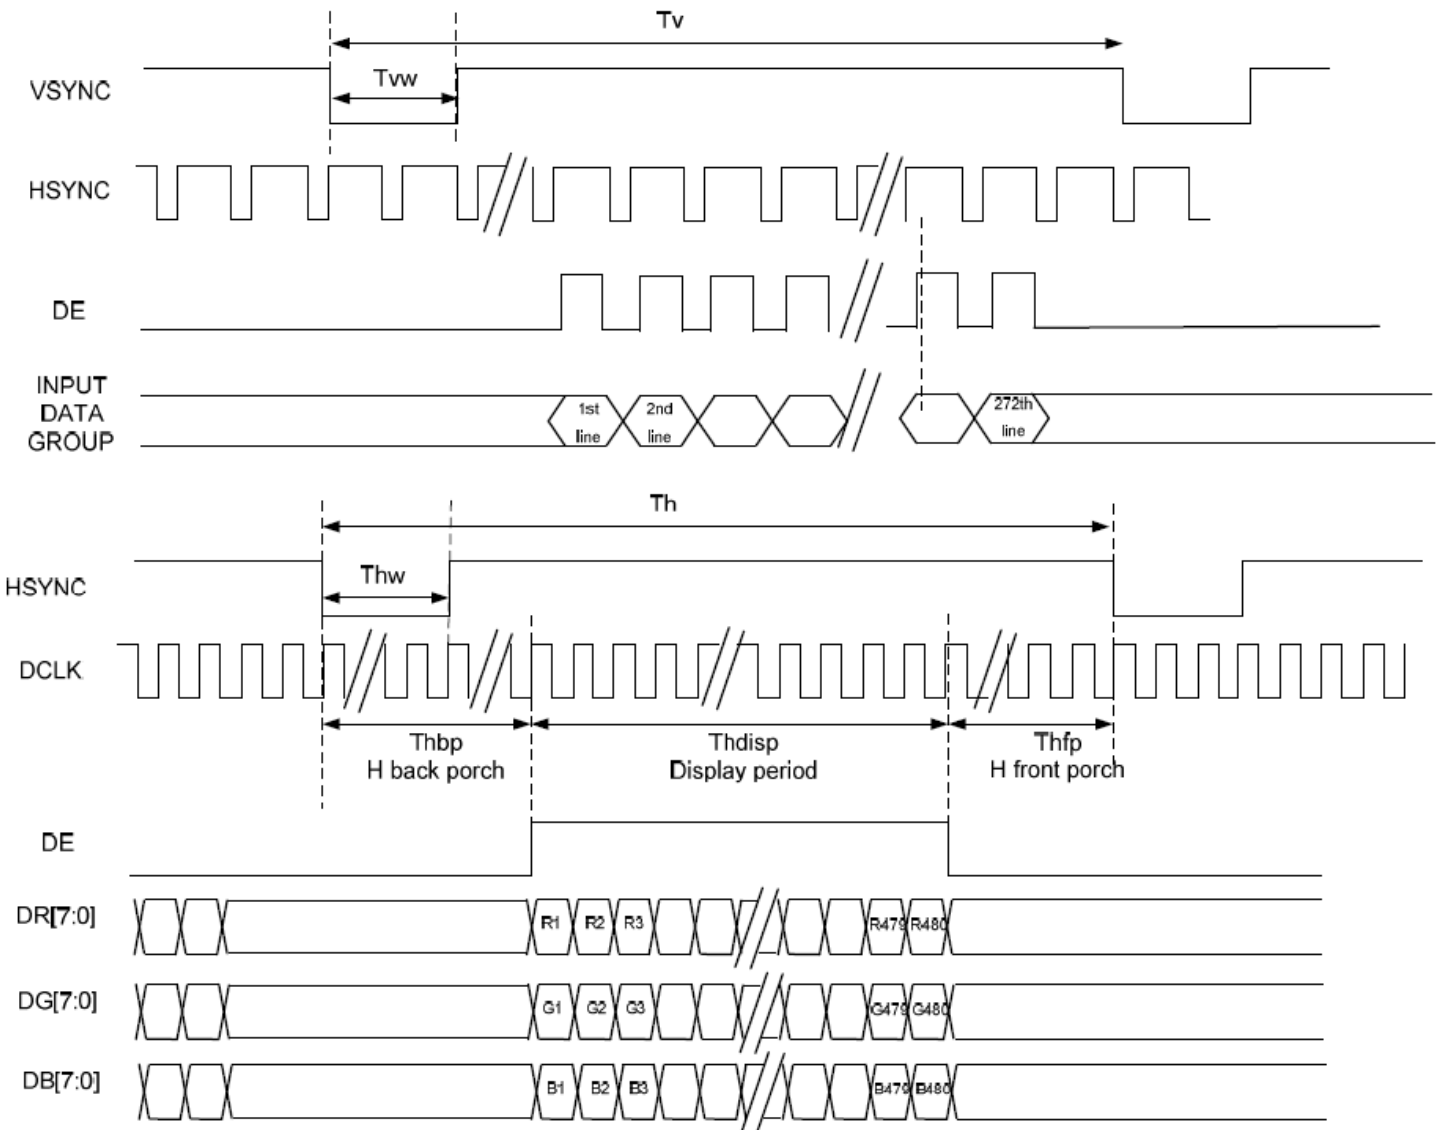 Tv
Tvw
VSYNC
HSYNC
DE
INPUT
DATA
GROUP
1st
line
2nd
line
272th
line
Th
Thw
HSYNC
DCLK
Thbp
H back porch
Thdisp
Display period
Thfp
H front porch
DE
DR[7:0]
R1 R2 R3 R479 R480
DG[7:0]
G1 G2 G3 G479 G480
DB[7:0]
B1 B2 B3 B479 B480